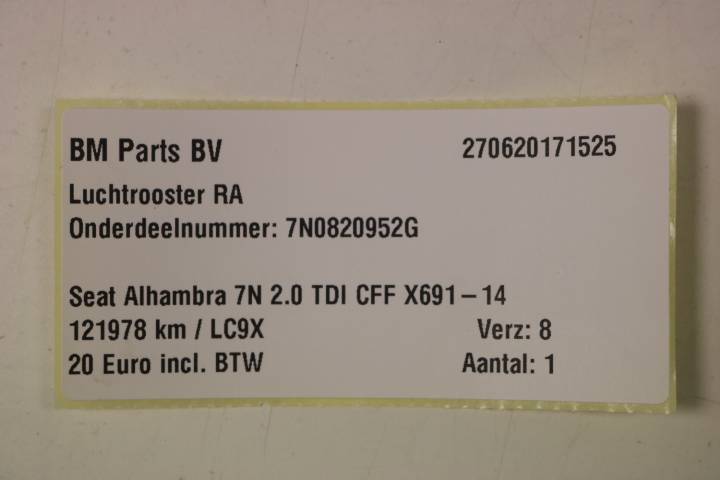 BM Parts BV 270620171525
Luchtrooster RA
Onderdeelnummer: 7N0820952G
Seat Alhambra 7N 2.0 TDI CFF X691-14
121978 km / LC9X Verz: 8
20 Euro incl. BTW Aantal: 1